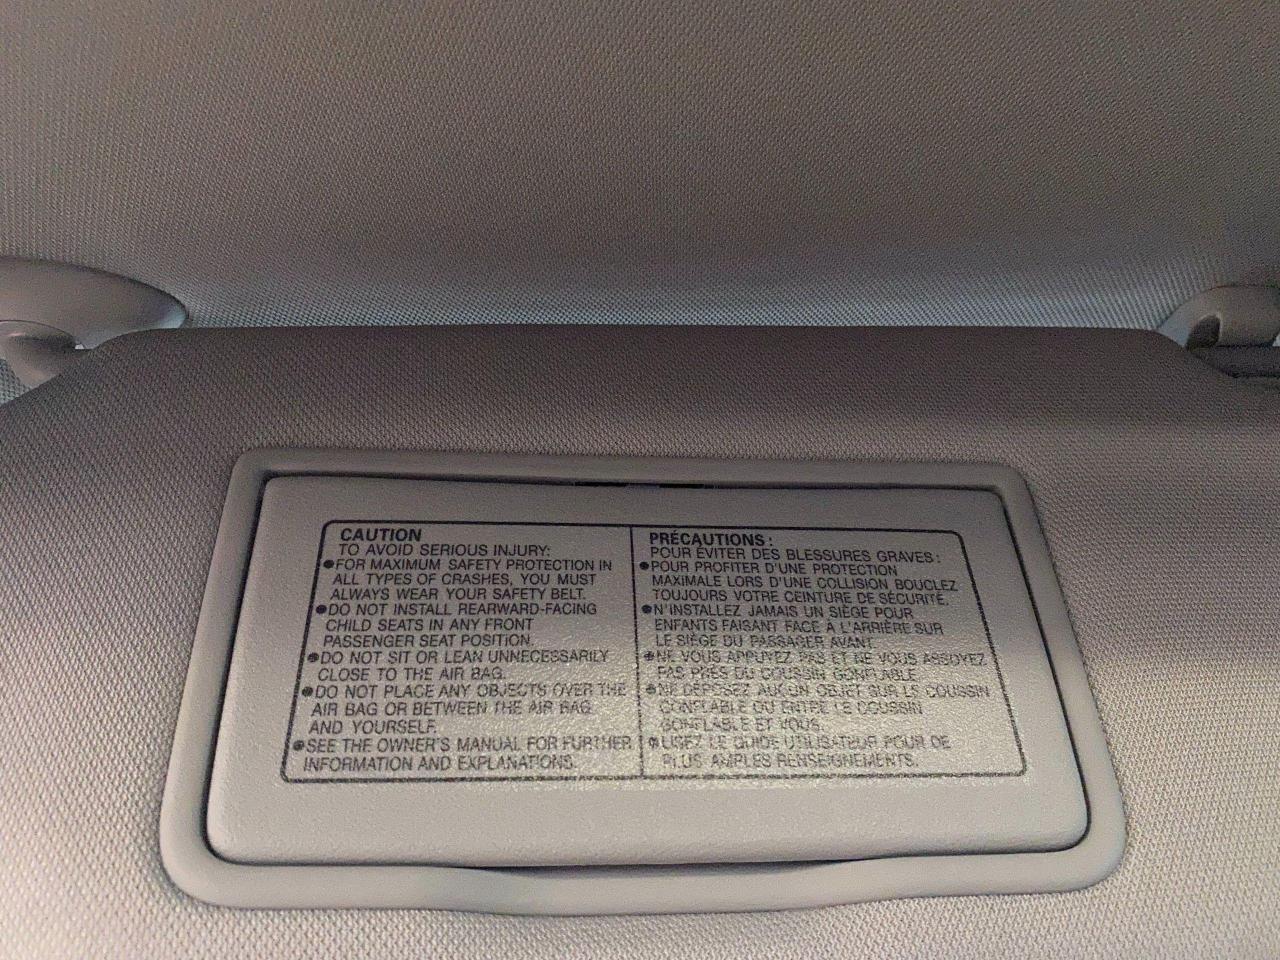 CAUTION
TO AVOID SERIOUS INJURY:
●FOR MAXIMUM SAFETY PROTECTION IN
ALL TYPES OF CRASHES, YOU MUST
ALWAYS WEAR YOUR SAFETY BELT.
●DO NOT INSTALL REARWARD-FACING
CHILD SEATS IN ANY FRONT
PASSENGER SEAT POSITION.
●DO NOT SIT OR LEAN UNNECESSARILY
CLOSE TO THE AIR BAG.
●DO NOT PLACE ANY OBJECTS OVER THE
AIR BAG OR BETWEEN THE AIR BAG
AND YOURSELF.
●SEE THE OWNER'S MANUAL FOR FURTHER
INFORMATION AND EXPLANATIONS.
PRÉCAUTIONS :
POUR ÉVITER DES BLESSURES GRAVES :
●POUR PROFITER D'UNE PROTECTION
MAXIMALE LORS D'UNE COLLISION BOUCLEZ
TOUJOURS VOTRE CEINTURE DE SÉCURITÉ.
●N'INSTALLEZ JAMAIS UN SIÈGE POUR
ENFANTS FAISANT FACE À L'ARRIÈRE SUR
LE SIÈGE DU PASSAGER AVANT.
●NE VOUS APPUYEZ PAS ET NE VOUS ASSOYEZ
PAS PRÈS DU COUSSIN GONFLABLE.
●NE DÉPOSEZ AUCUN OBJET SUR LE COUSSIN
GONFLABLE OU ENTRE LE COUSSIN
GONFLABLE ET VOUS.
●LISEZ LE GUIDE UTILISATEUR POUR DE
PLUS AMPLES RENSEIGNEMENTS.